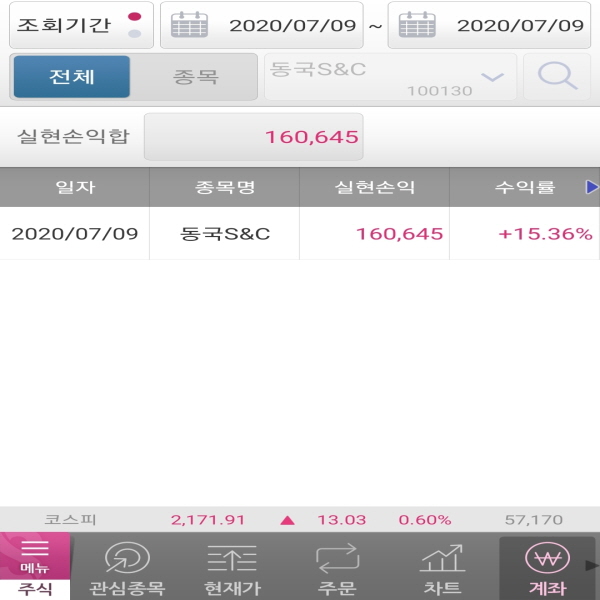 조회기간 2020/07/09 ~ 2020/07/09
전체 종목 동국S&C 100130
실현손익합 160,645
일자 종목명 실현손익 수익률
2020/07/09 동국S&C 160,645 +15.36%
코스피 2,171.91 ▲ 13.03 0.60% 57,170
메뉴
주식 관심종목 현재가 주문 차트 계좌